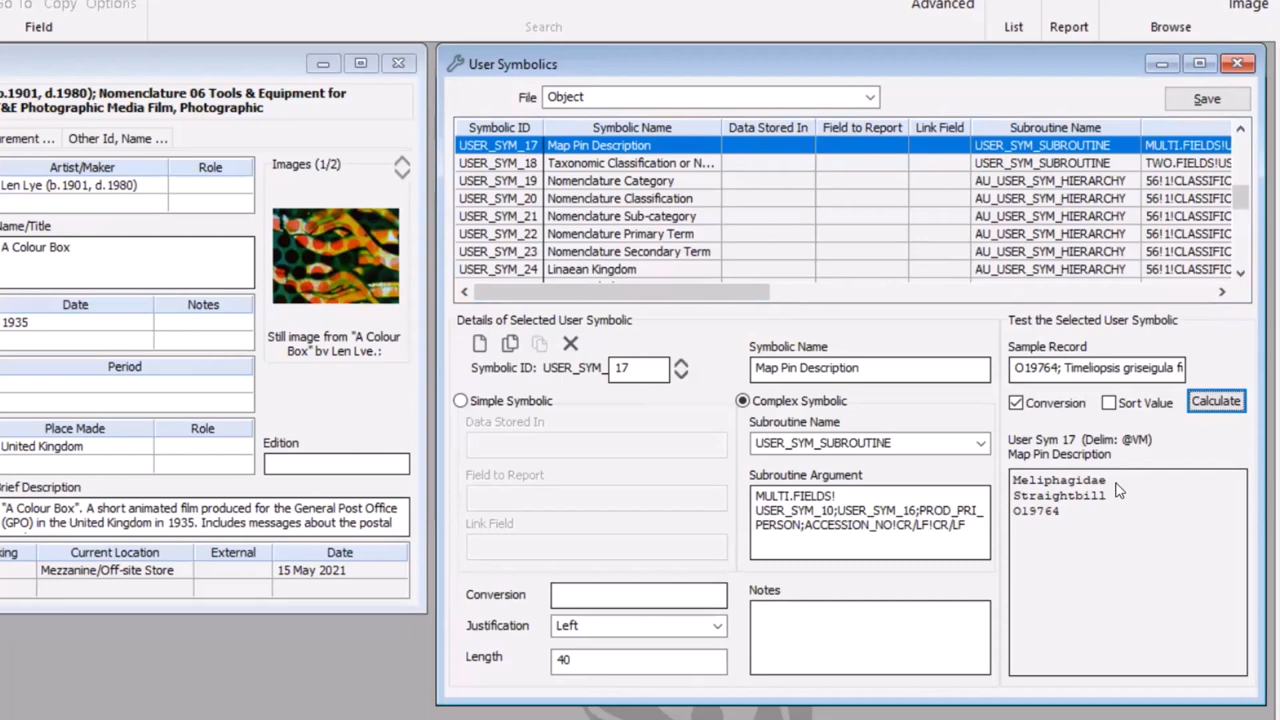 Go To Copy Options
Advanced
Image
Field
Search
List
Report
Browse
b.1901, d.1980); Nomenclature 06 Tools & Equipment for
T&E Photographic Media Film, Photographic
urement ...
Other Id, Name ...
Artist/Maker
Role
Images (1/2)
Len Lye (b.1901, d.1980)
Name/Title
A Colour Box
Date
Notes
1935
Still image from "A Colour
Box" by Len Lye.:
Period
Place Made
Role
United Kingdom
Edition
Brief Description
"A Colour Box". A short animated film produced for the General Post Office
(GPO) in the United Kingdom in 1935. Includes messages about the postal
king
Current Location
External
Date
Mezzanine/Off-site Store
15 May 2021
User Symbolics
File
Object
Save
Symbolic ID
Symbolic Name
Data Stored In
Field to Report
Link Field
Subroutine Name
USER_SYM_17 Map Pin Description USER_SYM_SUBROUTINE MULTI.FIELDS!U
USER_SYM_18 Taxonomic Classification or N... USER_SYM_SUBROUTINE TWO.FIELDS!US
USER_SYM_19 Nomenclature Category AU_USER_SYM_HIERARCHY 56!1!CLASSIFIC
USER_SYM_20 Nomenclature Classification AU_USER_SYM_HIERARCHY 56!1!CLASSIFIC
USER_SYM_21 Nomenclature Sub-category AU_USER_SYM_HIERARCHY 56!1!CLASSIFIC
USER_SYM_22 Nomenclature Primary Term AU_USER_SYM_HIERARCHY 56!1!CLASSIFIC
USER_SYM_23 Nomenclature Secondary Term AU_USER_SYM_HIERARCHY 56!1!CLASSIFIC
USER_SYM_24 Linaean Kingdom AU_USER_SYM_HIERARCHY 56!1!CLASSIFIC
Details of Selected User Symbolic
Symbolic ID: USER_SYM_ 17
Symbolic Name
Map Pin Description
Simple Symbolic
Data Stored In
Field to Report
Link Field
Complex Symbolic
Subroutine Name
USER_SYM_SUBROUTINE
Subroutine Argument
MULTI.FIELDS!
USER_SYM_10;USER_SYM_16;PROD_PRI_
PERSON;ACCESSION_NO!CR/LF!CR/LF
Conversion
Justification
Left
Length
40
Notes
Test the Selected User Symbolic
Sample Record
O19764; Timeliopsis griseigula f
Conversion
Sort Value
Calculate
User Sym 17 (Delim: @VM)
Map Pin Description
Meliphagidae
Straightbill
O19764